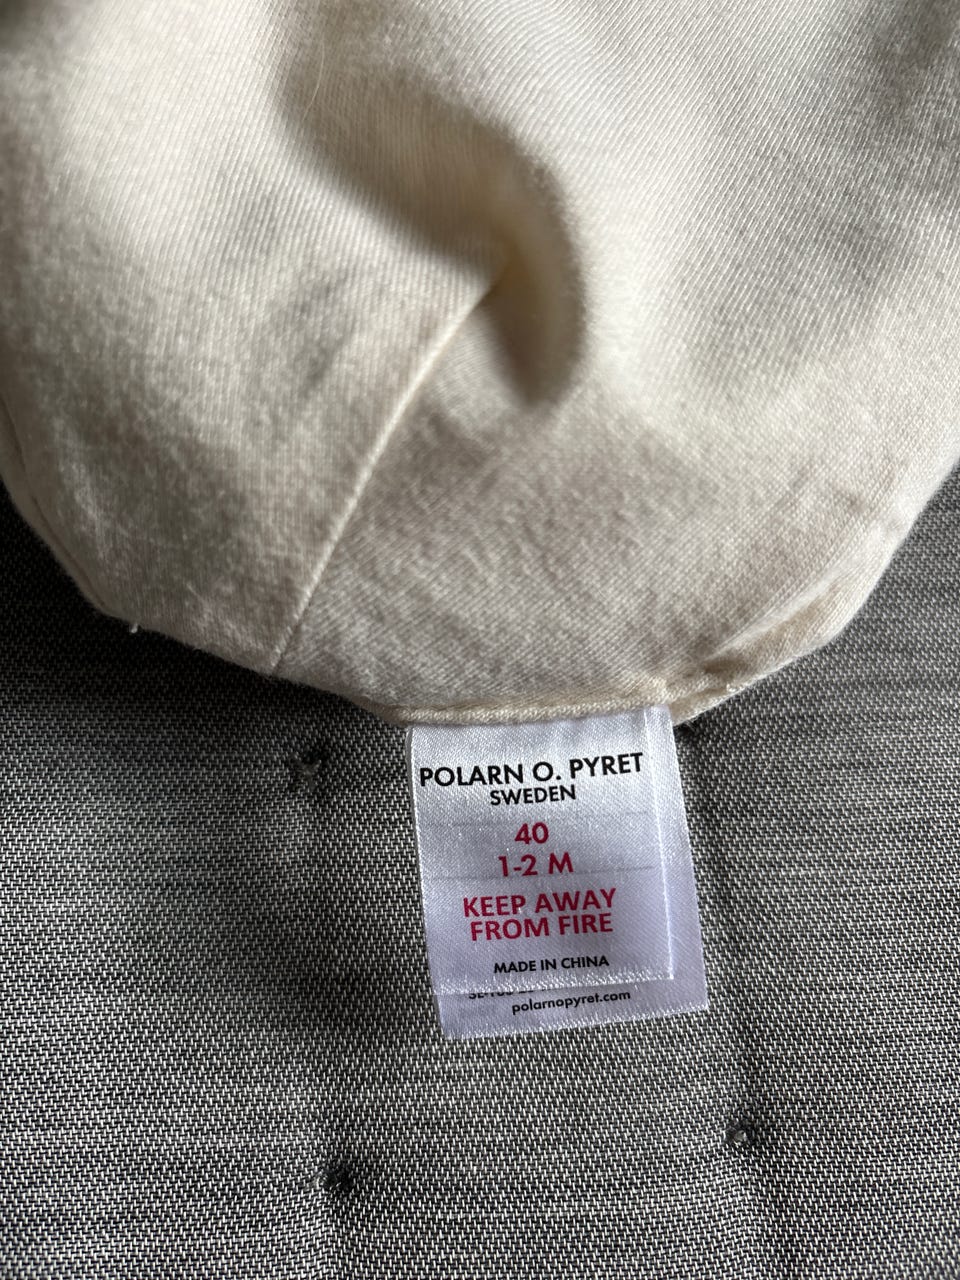 POLARN O. PYRET
SWEDEN
40
1-2 M
KEEP AWAY
FROM FIRE
MADE IN CHINA
polarnopyret.com